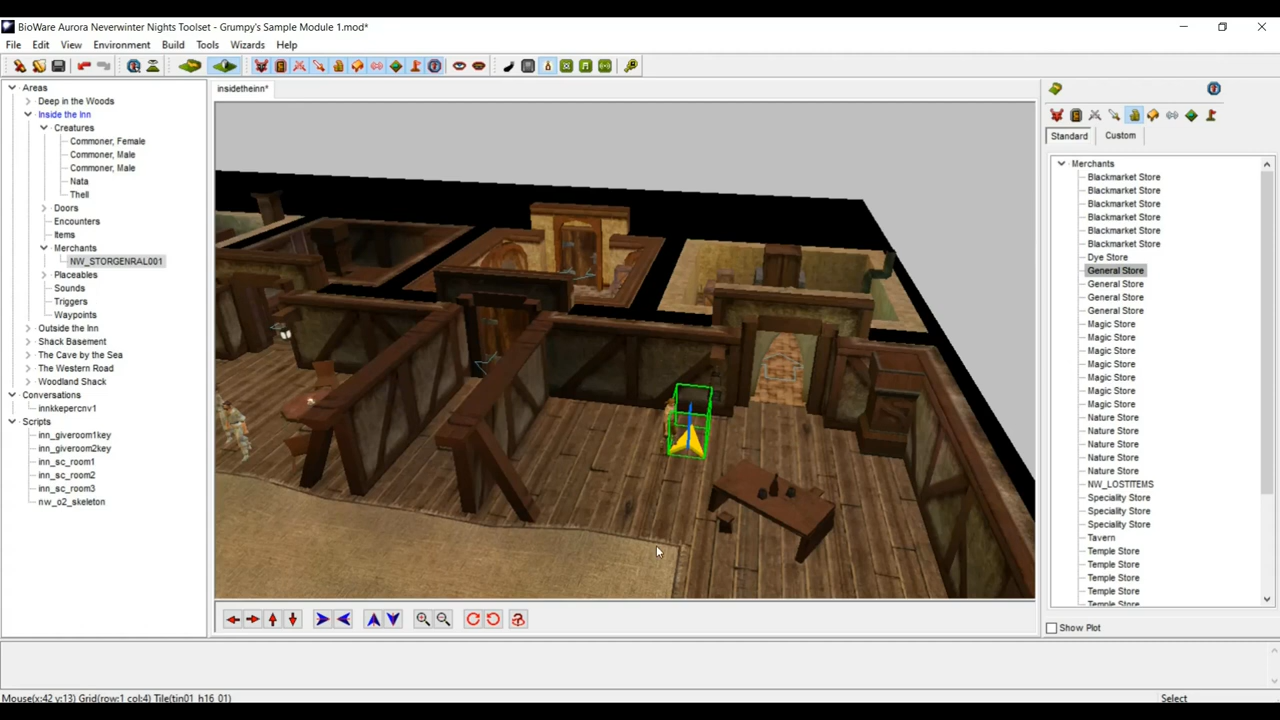 BioWare Aurora Neverwinter Nights Toolset - Grumpy's Sample Module 1.mod*
File Edit View Environment Build Tools Wizards Help
Areas
Deep in the Woods
Inside the Inn
Creatures
Commoner, Female
Commoner, Male
Commoner, Male
Nata
Thell
Doors
Encounters
Items
Merchants
NW_STORGENRAL001
Placeables
Sounds
Triggers
Waypoints
Outside the Inn
Shack Basement
The Cave by the Sea
The Western Road
Woodland Shack
Conversations
innkkepercnv1
Scripts
inn_giveroom1key
inn_giveroom2key
inn_sc_room1
inn_sc_room2
inn_sc_room3
nw_o2_skeleton
insidetheinn*
Standard Custom
Merchants
Blackmarket Store
Blackmarket Store
Blackmarket Store
Blackmarket Store
Blackmarket Store
Blackmarket Store
Dye Store
General Store
General Store
General Store
General Store
Magic Store
Magic Store
Magic Store
Magic Store
Magic Store
Magic Store
Magic Store
Nature Store
Nature Store
Nature Store
Nature Store
Nature Store
NW_LOSTITEMS
Speciality Store
Speciality Store
Speciality Store
Tavern
Temple Store
Temple Store
Temple Store
Temple Store
Temple Store
Show Plot
Mouse(x:42 y:13) Grid(row:1 col:4) Tile(tin01_h16_01)
Select